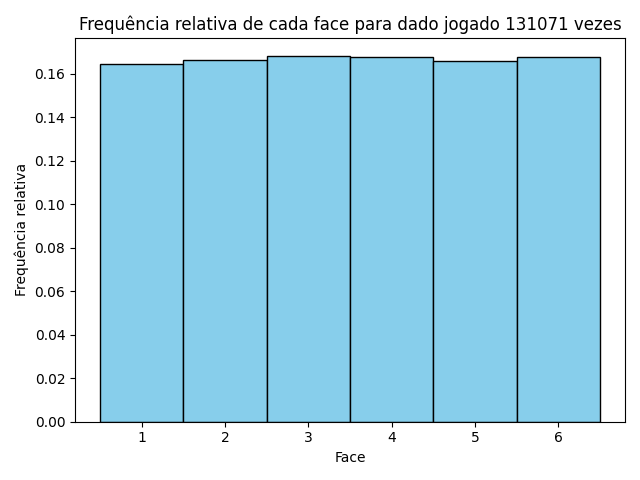 Frequência relativa de cada face para dado jogado 131071 vezes
0.16
0.14
0.12
0.10
0.08
0.06
0.04
0.02
0.00
Frequência relativa
1 2 3 4 5 6
Face